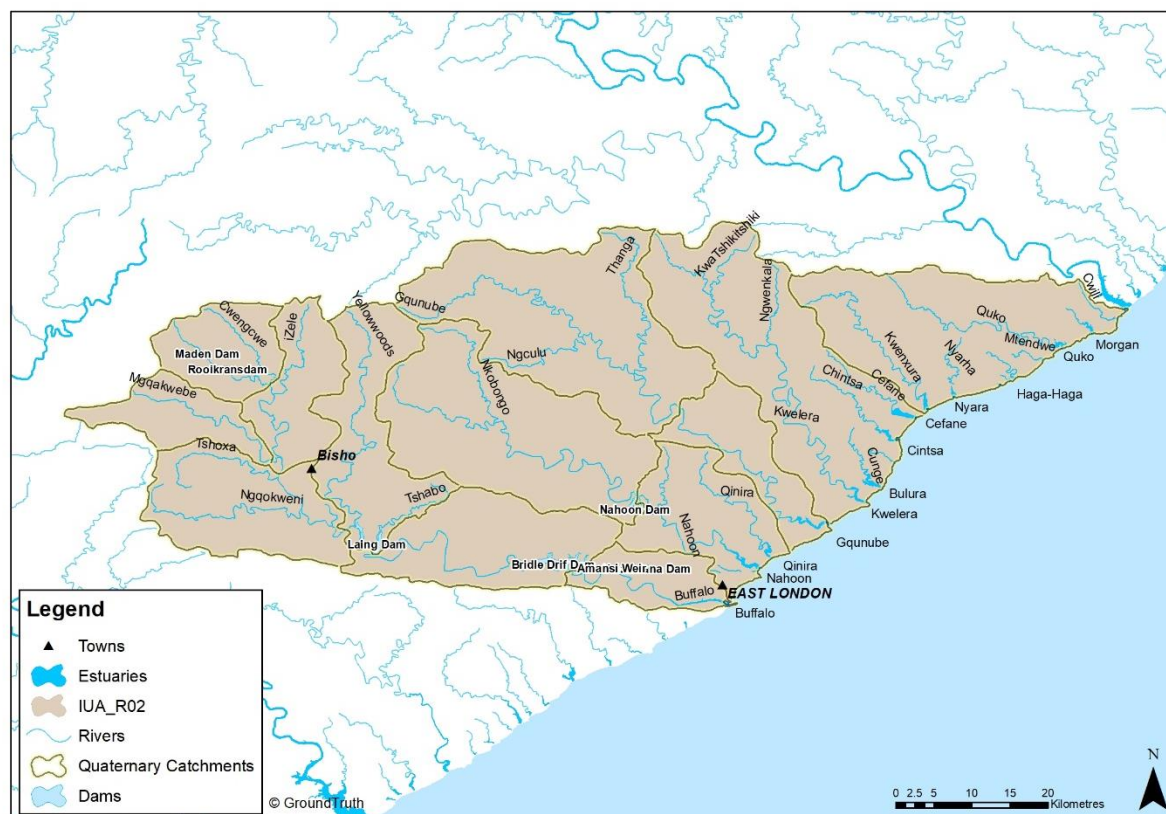 KwaTshikitshiki
Thanga
Ngwenkala
Cwili
Gqunube
Yellowwoods
Cwengcwe
iZele
Quko
Mtendwe
Morgan
Quko
Maden Dam
Rooikransdam
Ngculu
Nkobongo
Kwenxura
Nyarha
Haga-Haga
Mgqakwebe
Chintsa
Cefane
Nyara
Cefane
Kwelera
Tshoxa
Bisho
Cintsa
Cunge
Ngqokweni
Tshabo
Qinira
Bulura
Kwelera
Nahoon Dam
Nahoon
Gqunube
Laing Dam
Bridle Drif
Amansi Weir
na Dam
Qinira
Nahoon
Buffalo
EAST LONDON
Buffalo
Legend
Towns
Estuaries
IUA_R02
Rivers
Quaternary Catchments
Dams
© GroundTruth
N
0 2.5 5 10 15 20
Kilometres